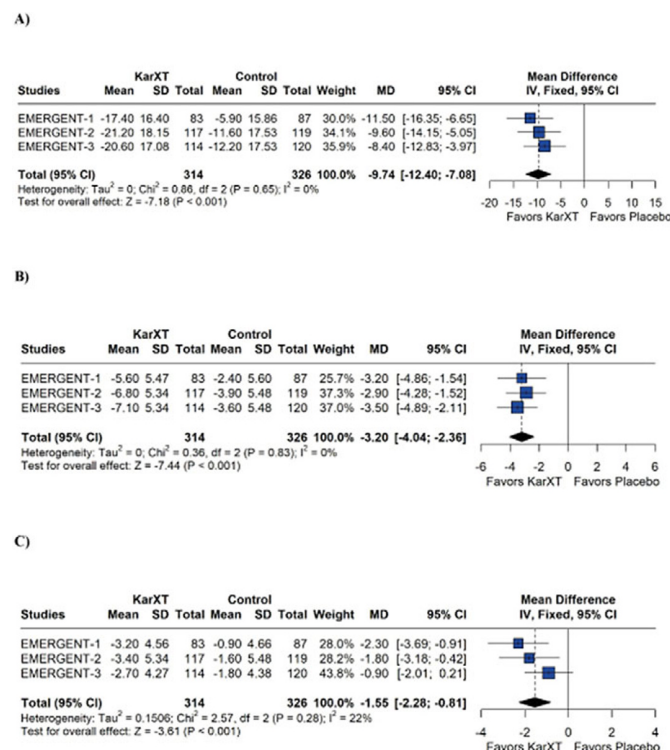 A)
KarXT Control Mean Difference
Studies Mean SD Total Mean SD Total Weight MD 95% CI IV, Fixed, 95% CI
EMERGENT-1 -17.40 16.40 83 -5.90 15.86 87 30.0% -11.50 [-16.35; -6.65]
EMERGENT-2 -21.20 18.15 117 -11.60 17.53 119 34.1% -9.60 [-14.15; -5.05]
EMERGENT-3 -20.60 17.08 114 -12.20 17.53 120 35.9% -8.40 [-12.83; -3.97]
Total (95% CI) 314 326 100.0% -9.74 [-12.40; -7.08]
Heterogeneity: Tau² = 0; Chi² = 0.86, df = 2 (P = 0.65); I² = 0%
Test for overall effect: Z = -7.18 (P < 0.001)
-20 -15 -10 -5 0 5 10 15
Favors KarXT Favors Placebo
B)
KarXT Control Mean Difference
Studies Mean SD Total Mean SD Total Weight MD 95% CI IV, Fixed, 95% CI
EMERGENT-1 -5.60 5.47 83 -2.40 5.60 87 25.7% -3.20 [-4.86; -1.54]
EMERGENT-2 -6.80 5.34 117 -3.90 5.48 119 37.3% -2.90 [-4.28; -1.52]
EMERGENT-3 -7.10 5.34 114 -3.60 5.48 120 37.0% -3.50 [-4.89; -2.11]
Total (95% CI) 314 326 100.0% -3.20 [-4.04; -2.36]
Heterogeneity: Tau² = 0; Chi² = 0.36, df = 2 (P = 0.83); I² = 0%
Test for overall effect: Z = -7.44 (P < 0.001)
-6 -4 -2 0 2 4 6
Favors KarXT Favors Placebo
C)
KarXT Control Mean Difference
Studies Mean SD Total Mean SD Total Weight MD 95% CI IV, Fixed, 95% CI
EMERGENT-1 -3.20 4.56 83 -0.90 4.66 87 28.0% -2.30 [-3.69; -0.91]
EMERGENT-2 -3.40 5.34 117 -1.60 5.48 119 28.2% -1.80 [-3.18; -0.42]
EMERGENT-3 -2.70 4.27 114 -1.80 4.38 120 43.8% -0.90 [-2.01; 0.21]
Total (95% CI) 314 326 100.0% -1.55 [-2.28; -0.81]
Heterogeneity: Tau² = 0.1506; Chi² = 2.57, df = 2 (P = 0.28); I² = 22%
Test for overall effect: Z = -3.61 (P < 0.001)
-4 -2 0 2 4
Favors KarXT Favors Placebo